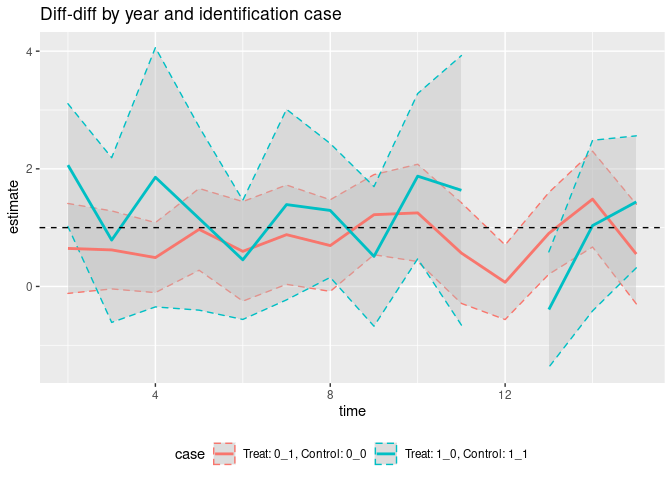 Diff-diff by year and identification case
4
2
0
estimate
4
8
12
time
case Treat: 0_1, Control: 0_0 Treat: 1_0, Control: 1_1